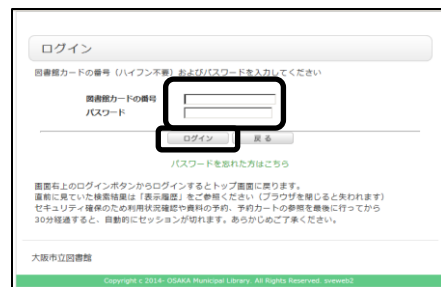 ログイン
図書館カードの番号（ハイフン不要）およびパスワードを入力してください
図書館カードの番号
パスワード
ログイン 戻る
パスワードを忘れた方はこちら
画面右上のログインボタンからログインするとトップ画面に戻ります。
直前に見ていた検索結果は「表示履歴」をご参照ください（ブラウザを閉じると失われます）
セキュリティ確保のため利用状況確認や資料の予約、予約カートの参照を最後に行ってから
30分経過すると、自動的にセッションが切れます。あらかじめご了承ください。
大阪市立図書館
Copyright c 2014- OSAKA Municipal Library. All Rights Reserved. sveweb2